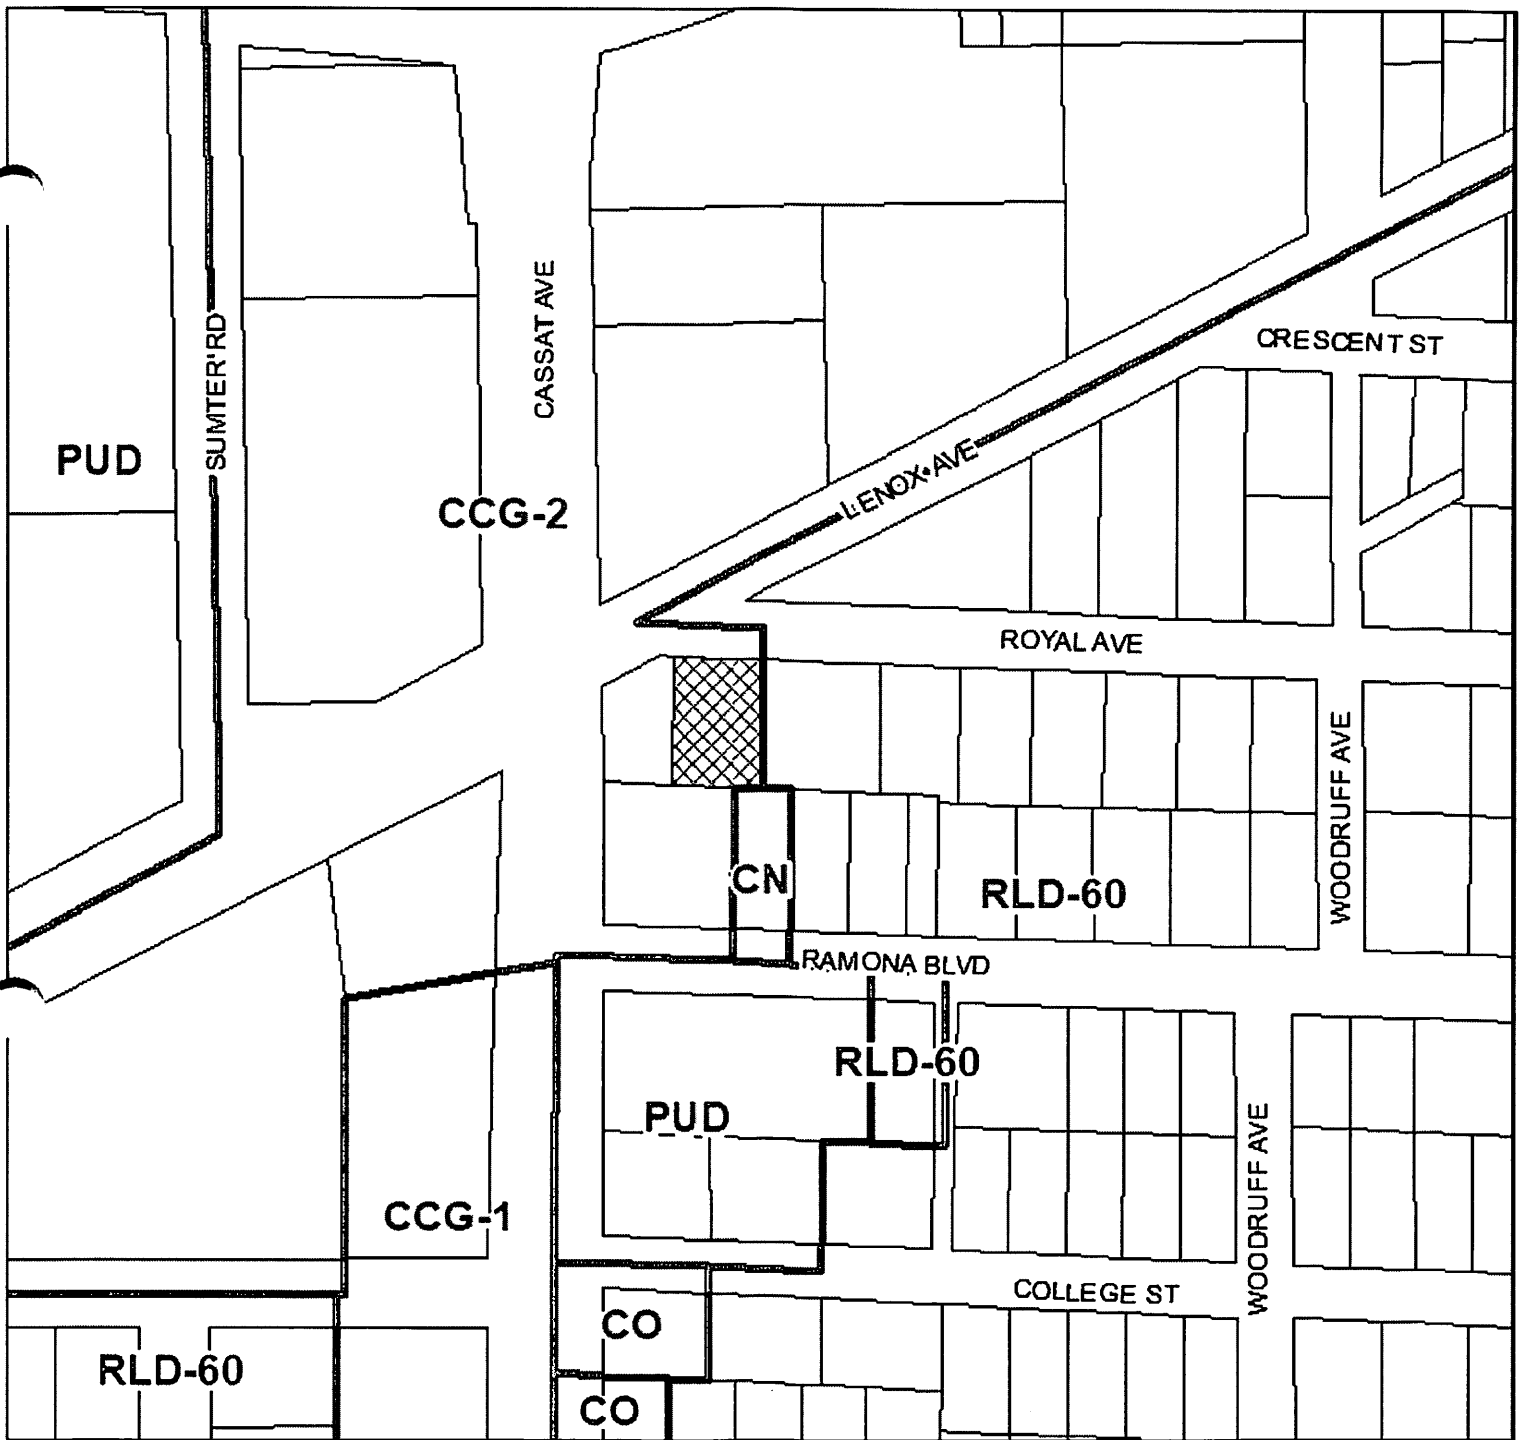 SUMTER RD
CASSAT AVE
CRESCENT ST
PUD
CCG-2
LENOX AVE
ROYAL AVE
WOODRUFF AVE
CN
RLD-60
RAMONA BLVD
RLD-60
PUD
WOODRUFF AVE
CCG-1
COLLEGE ST
CO
RLD-60
CO